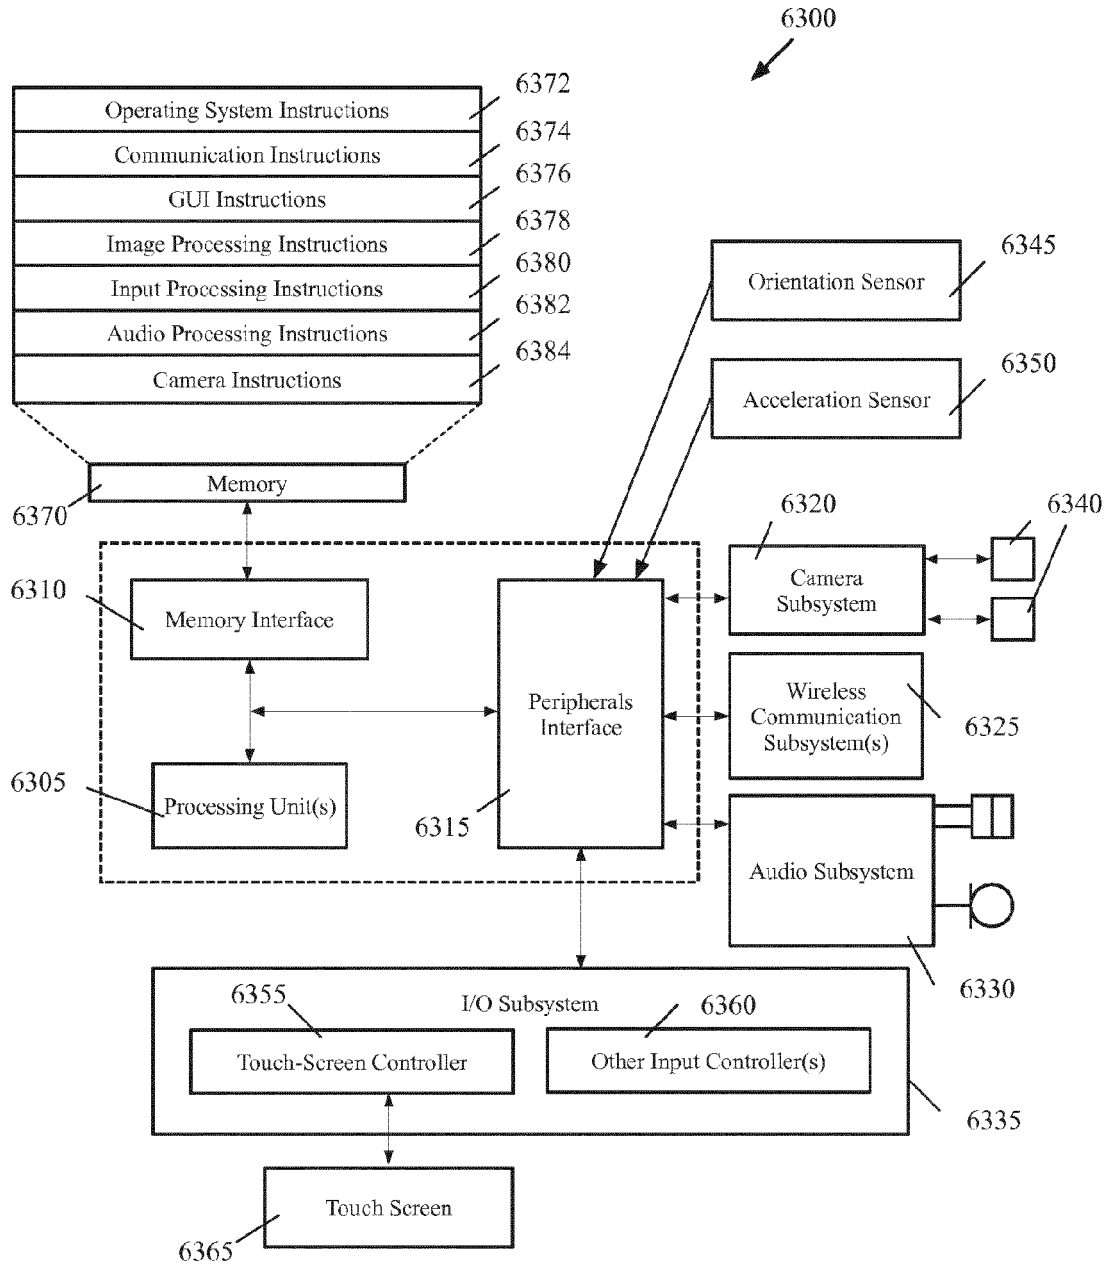 6300
6372
Operating System Instructions
6374
Communication Instructions
6376
GUI Instructions
6378
Image Processing Instructions
6380
Input Processing Instructions
6382
Audio Processing Instructions
6384
Camera Instructions
6345
Orientation Sensor
6350
Acceleration Sensor
Memory
6370
6320
6340
Camera
Subsystem
6310
Memory Interface
Peripherals
Interface
Wireless
Communication
Subsystem(s)
6325
6305
Processing Unit(s)
6315
Audio Subsystem
6330
I/O Subsystem
6355
6360
Touch-Screen Controller
Other Input Controller(s)
6335
Touch Screen
6365